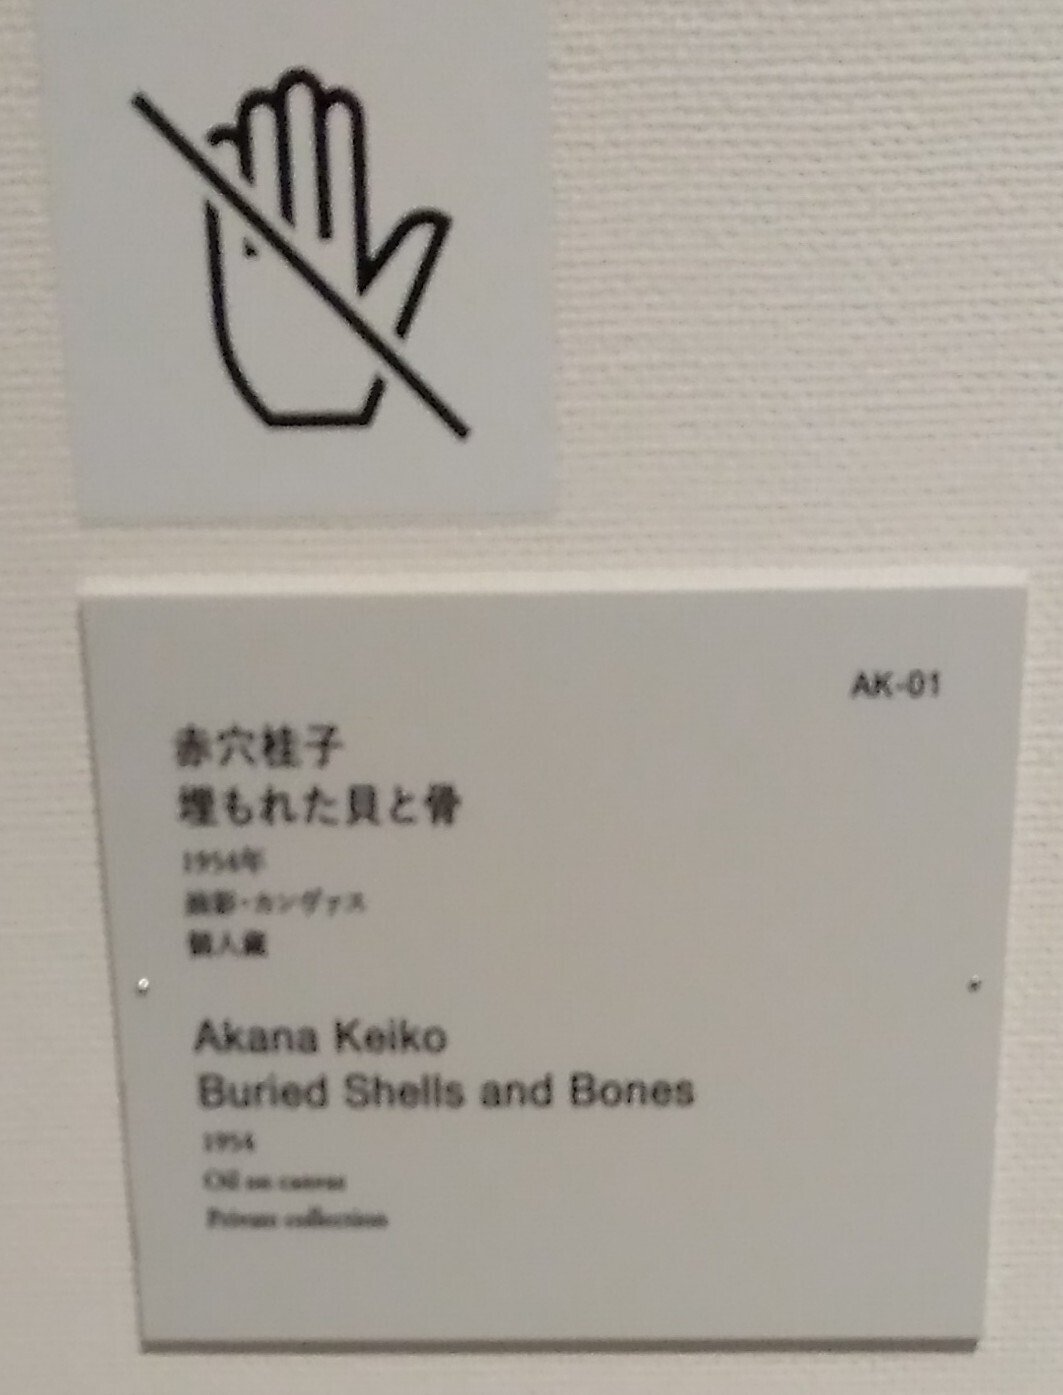 AK-01
赤穴桂子
埋もれた貝と骨
1954年
油彩・カンヴァス
個人蔵
Akana Keiko
Buried Shells and Bones
1954
Oil on canvas
Private collection